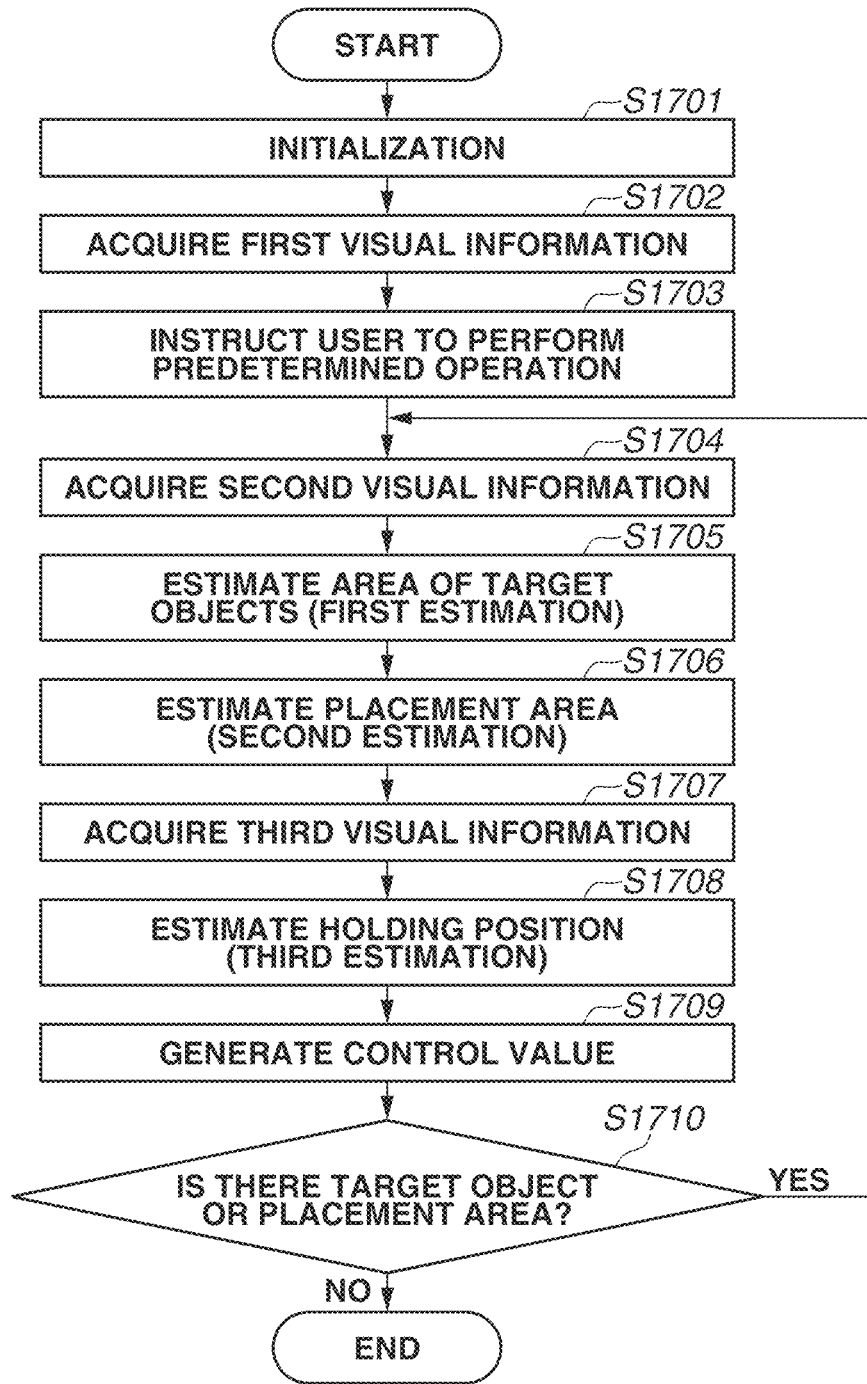 START
S1701
INITIALIZATION
S1702
ACQUIRE FIRST VISUAL INFORMATION
S1703
INSTRUCT USER TO PERFORM
PREDETERMINED OPERATION
S1704
ACQUIRE SECOND VISUAL INFORMATION
S1705
ESTIMATE AREA OF TARGET
OBJECTS (FIRST ESTIMATION)
S1706
ESTIMATE PLACEMENT AREA
(SECOND ESTIMATION)
S1707
ACQUIRE THIRD VISUAL INFORMATION
S1708
ESTIMATE HOLDING POSITION
(THIRD ESTIMATION)
S1709
GENERATE CONTROL VALUE
S1710
IS THERE TARGET OBJECT
OR PLACEMENT AREA?
YES
NO
END